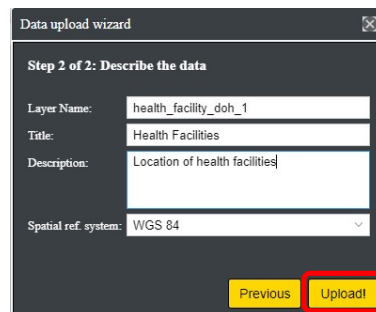 Data upload wizard
Step 2 of 2: Describe the data
Layer Name: health_facility_doh_1
Title: Health Facilities
Description: Location of health facilities
Spatial ref. system: WGS 84
Previous Upload!